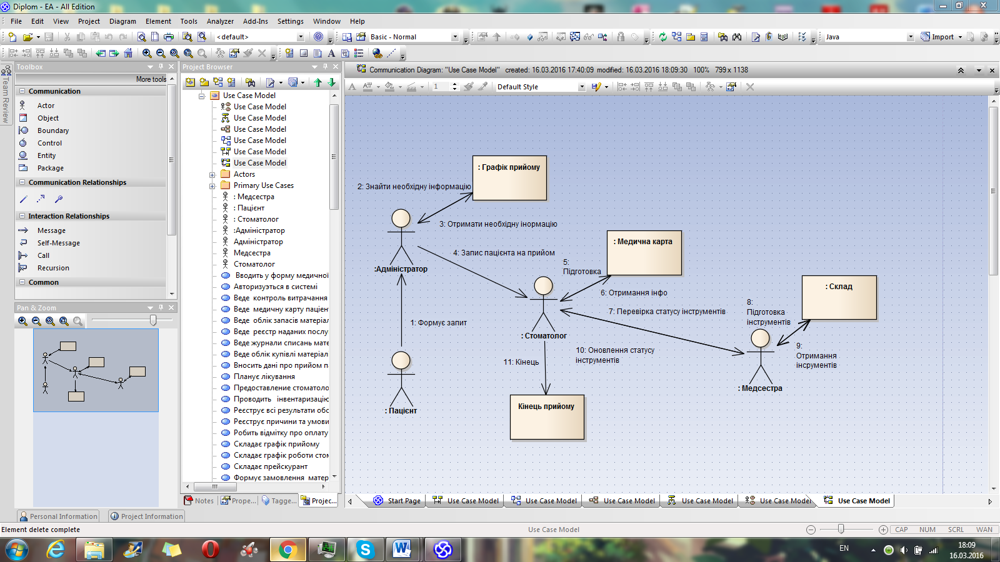 Diplom - EA - All Edition
File Edit View Project Diagram Element Tools Analyzer Add-Ins Settings Window Help
<default>
Basic - Normal
Java
Import
Toolbox
More tools
Communication
Actor
Object
Boundary
Control
Entity
Package
Communication Relationships
Interaction Relationships
Message
Self-Message
Call
Recursion
Common
Team Review
Pan & Zoom
Project Browser
Use Case Model
Use Case Model
Use Case Model
Use Case Model
Use Case Model
Use Case Model
Use Case Model
Actors
Primary Use Cases
: Медсестра
: Пацієнт
: Стоматолог
:Адміністратор
Адміністратор
Медсестра
Стоматолог
Вводить у форму медичної
Авторизуэться в системі
Веде контроль витрачання
Веде медичну карту пацієн
Веде облік запасів матеріал
Веде реєстр наданих послу
Веде журнали списань мате
Веде облік купівлі матеріал
Вносить дані про прийом п
Планує лікування
Предоставление стоматоло
Проводить інвентаризацію
Реєструє всі результати обс
Реєструє причини та умови
Робить відмітку про оплату
Складає графік прийому
Складає графік роботи стом
Складає прейскурант
Формує замовлення матер
Notes Prope... Tagge... Projec...
Communication Diagram: "Use Case Model" created: 16.03.2016 17:40:09 modified: 16.03.2016 18:09:30 100% 799 x 1138
1
Default Style
: Графік прийому
2: Знайти необхідну інформацію
3: Отримати необхідну інормацію
:Адміністратор
4: Запис пацієнта на прийом
: Медична карта
5:
Підготовка
6: Отримання інфо
7: Перевірка статусу інструментів
: Склад
8:
Підготовка
інструментів
1: Формує запит
: Стоматолог
9:
Отримання
інсрументів
10: Оновлення статусу
інструментів
11: Кінець
: Медсестра
: Пацієнт
Кінець прийому
Start Page Use Case Model Use Case Model Use Case Model Use Case Model Use Case Model Use Case Model
Personal Information Project Information
Element delete complete
Use Case Model
CAP NUM SCRL WAN
EN
18:09
16.03.2016